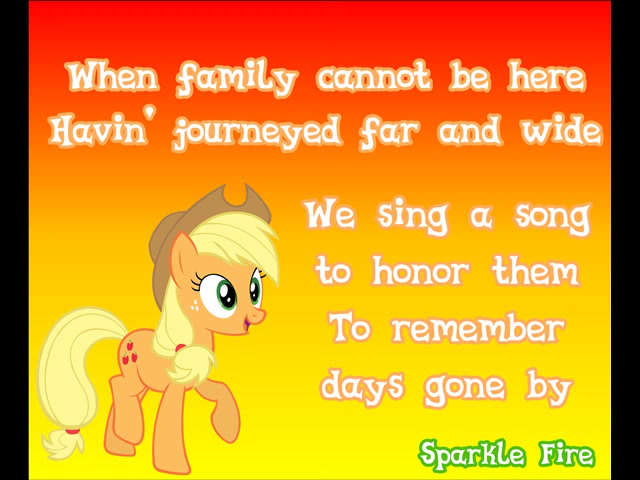 When family cannot be here
Havin' journeyed far and wide
We sing a song
to honor them
To remember
days gone by
Sparkle Fire